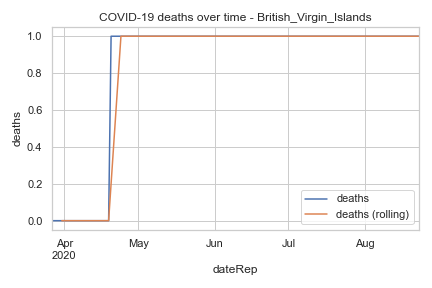 COVID-19 deaths over time - British_Virgin_Islands
deaths
1.0
0.8
0.6
0.4
0.2
0.0
deaths
deaths (rolling)
Apr
2020
May
Jun
Jul
Aug
dateRep